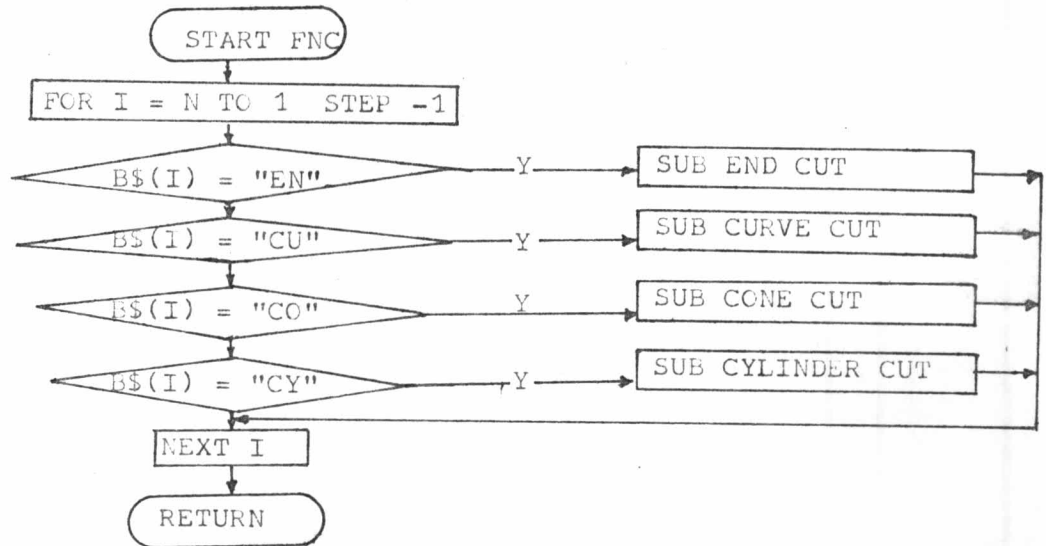 START FNC
FOR I = N TO 1 STEP -1
B$(I) = "EN"
Y
SUB END CUT
B$(I) = "CU"
Y
SUB CURVE CUT
B$(I) = "CO"
Y
SUB CONE CUT
B$(I) = "CY"
Y
SUB CYLINDER CUT
NEXT I
RETURN